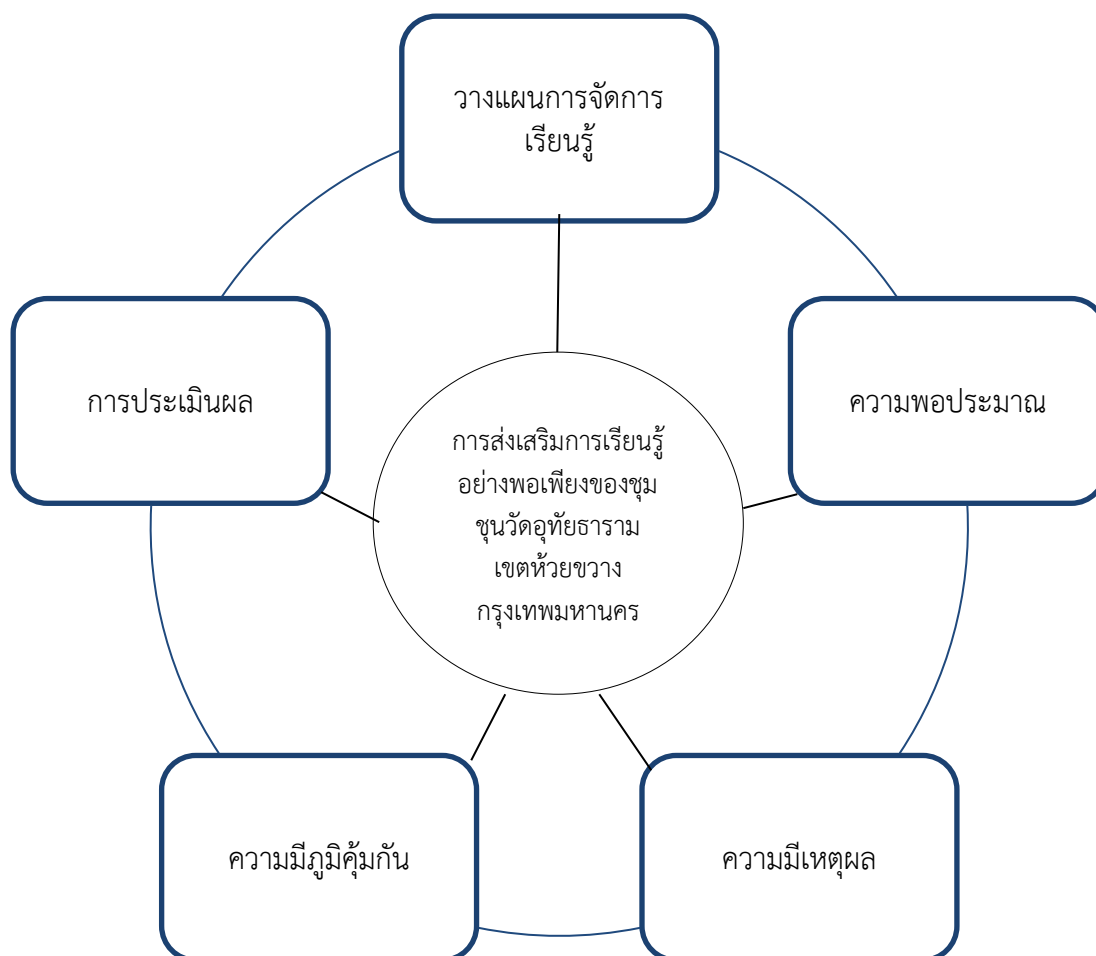 วางแผนการจัดการ
เรียนรู้
การประเมินผล
ความพอประมาณ
การส่งเสริมการเรียนรู้
อย่างพอเพียงของชุม
ชุนวัดอุทัยธาราม
เขตห้วยขวาง
กรุงเทพมหานคร
ความมีภูมิคุ้มกัน
ความมีเหตุผล